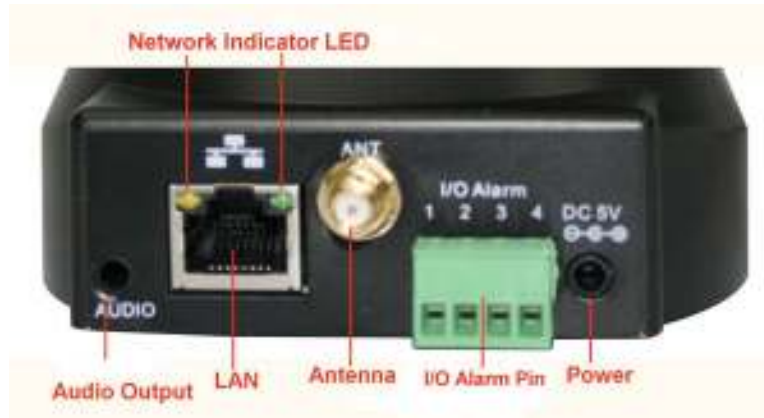 Network Indicator LED
ANT
I/O Alarm
1 2 3 4
DC 5V
AUDIO
Audio Output
LAN
Antenna
I/O Alarm Pin
Power